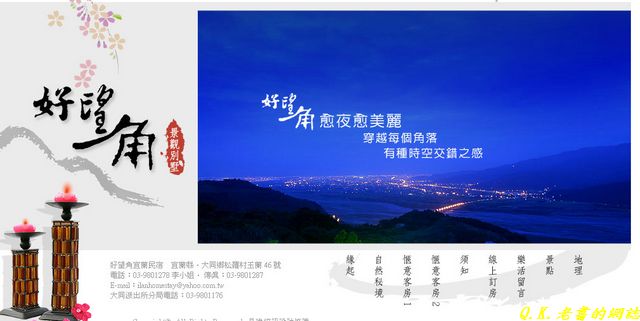 好望角
景觀別墅
好望角 愈夜愈美麗
穿越每個角落
有種時空交錯之感
好望角宜蘭民宿 宜蘭縣‧大同鄉松羅村玉蘭 46 號
電話:03-9801278 李小姐‧傳真:03-9801287
E-mail:ilanhomestay@yahoo.com.tw
大同派出所分局電話:03-9801176
緣起
自然秘境
愜意客房 1
愜意客房 2
須知
線上訂房
樂活留言
景點
地理
Q.K.老書的網誌